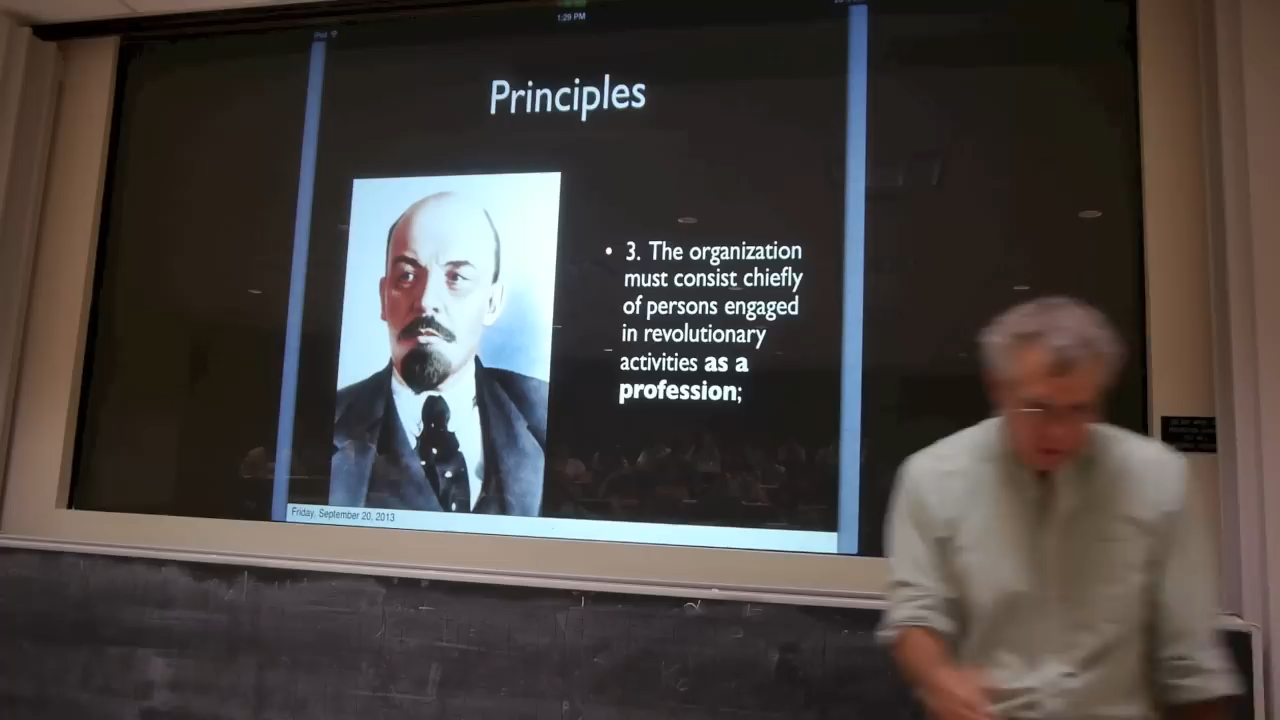 iPad
1:29 PM
Principles
• 3. The organization
must consist chiefly
of persons engaged
in revolutionary
activities as a
profession;
Friday, September 20, 2013